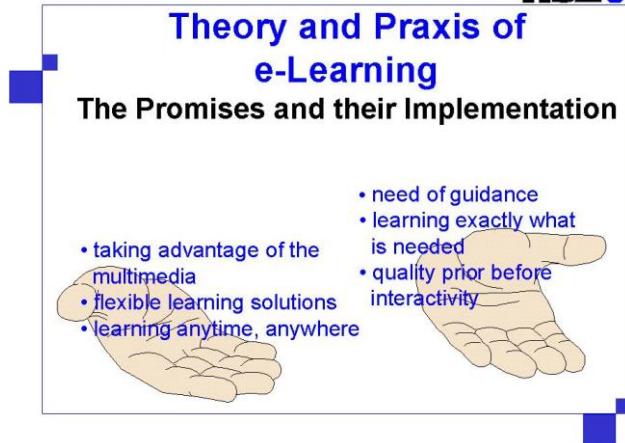 Theory and Praxis of
e-Learning
The Promises and their Implementation
• taking advantage of the
multimedia
• flexible learning solutions
• learning anytime, anywhere
• need of guidance
• learning exactly what
is needed
• quality prior before
interactivity